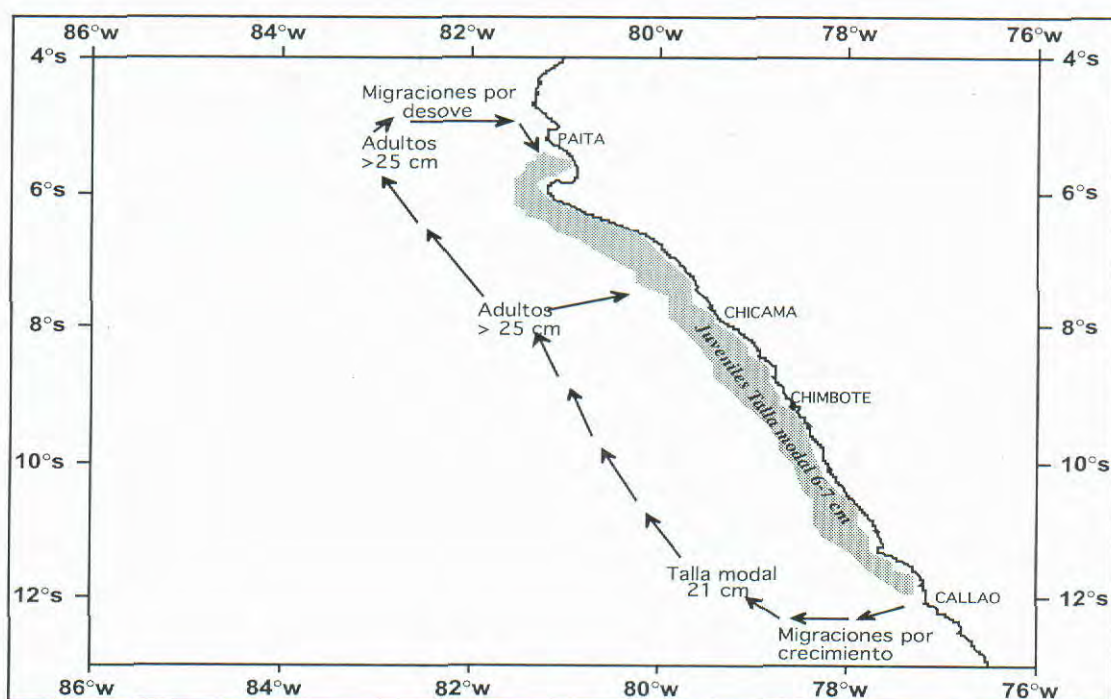 86°w 84°w 82°w 80°w 78°w 76°w
4°s 4°s
Migraciones por
desove
PAITA
Adultos
>25 cm
6°s 6°s
Adultos
> 25 cm
CHICAMA
8°s 8°s
Juveniles Talla modal 6-7 cm
CHIMBOTE
10°s 10°s
Talla modal
21 cm
12°s 12°s
CALLAO
Migraciones por
crecimiento
86°w 84°w 82°w 80°w 78°w 76°w